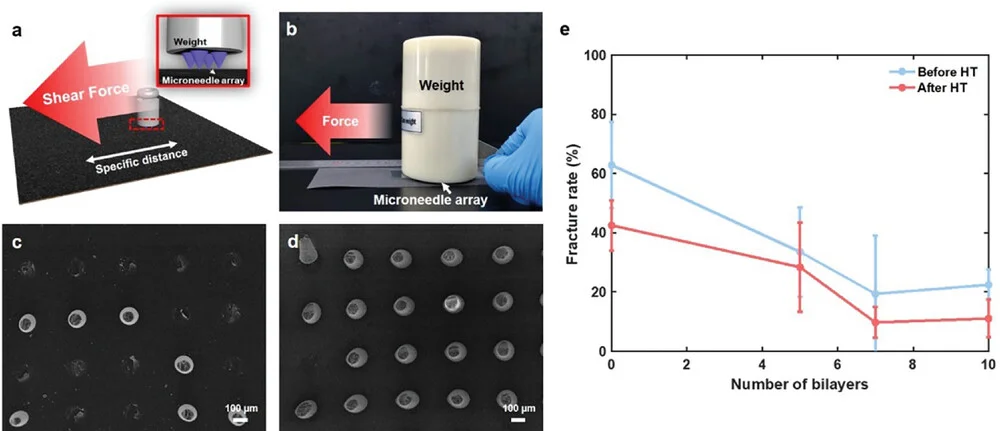 a
Weight
Microneedle array
Shear Force
Specific distance
b
Weight
Force
Microneedle array
c
100 µm
d
100 µm
e
Fracture rate (%)
100
80
60
40
20
0
Before HT
After HT
0 2 4 6 8 10
Number of bilayers